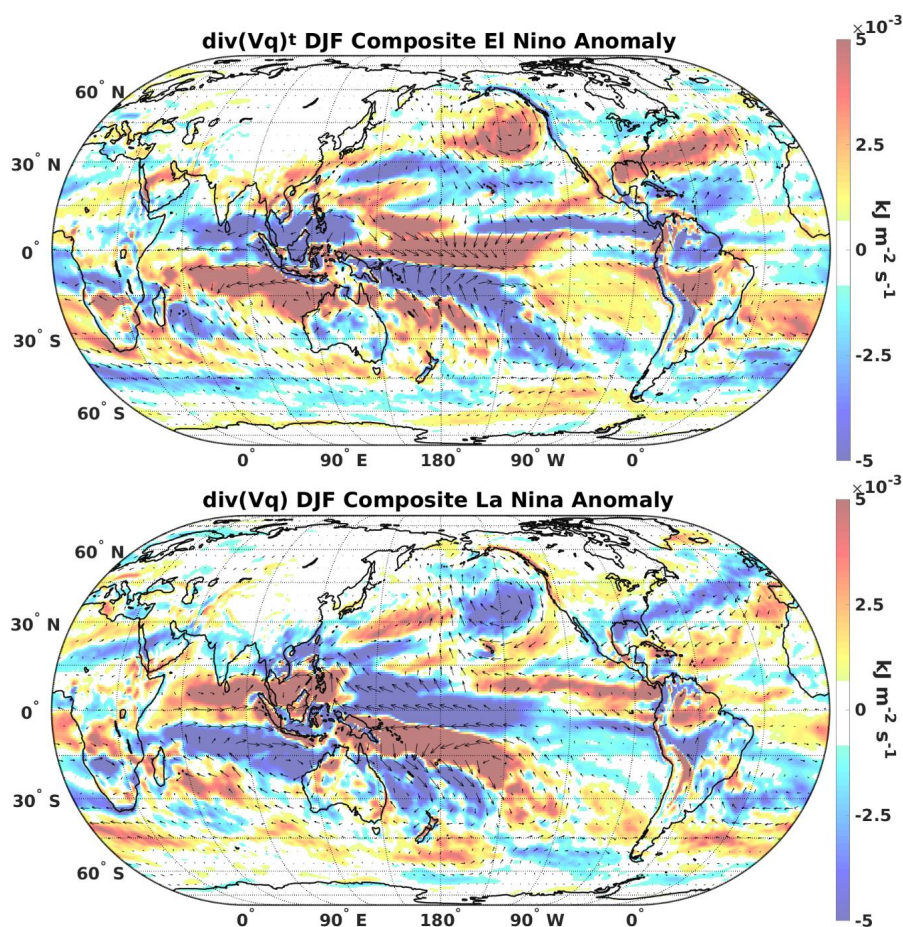 div(Vq)ᵗ DJF Composite El Nino Anomaly
×10⁻³
5
2.5
0
-2.5
-5
kJ m⁻² s⁻¹
60° N
30° N
0°
30° S
60° S
0° 90° E 180° 90° W 0°
div(Vq) DJF Composite La Nina Anomaly
×10⁻³
5
2.5
0
-2.5
-5
kJ m⁻² s⁻¹
60° N
30° N
0°
30° S
60° S
0° 90° E 180° 90° W 0°